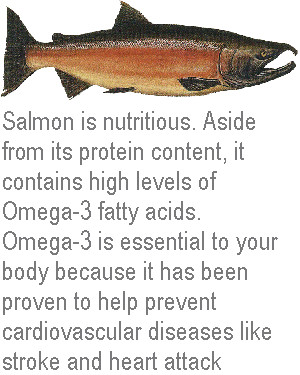 Salmon is nutritious. Aside
from its protein content, it
contains high levels of
Omega-3 fatty acids.
Omega-3 is essential to your
body because it has been
proven to help prevent
cardiovascular diseases like
stroke and heart attack